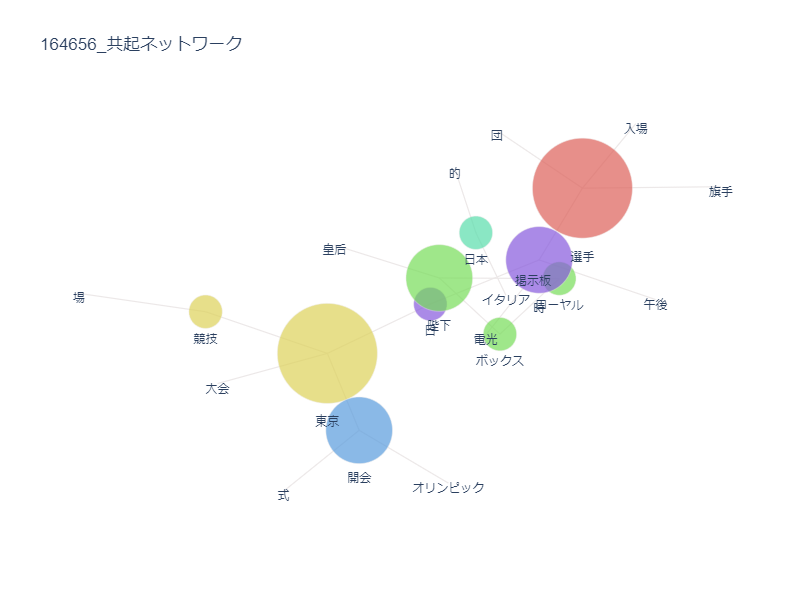 164656_共起ネットワーク
入場
団
的
旗手
皇后
選手
日本
掲示板
場
イタリア
ローヤル
午後
時
陛下
日
競技
電光
ボックス
大会
東京
開会
オリンピック
式